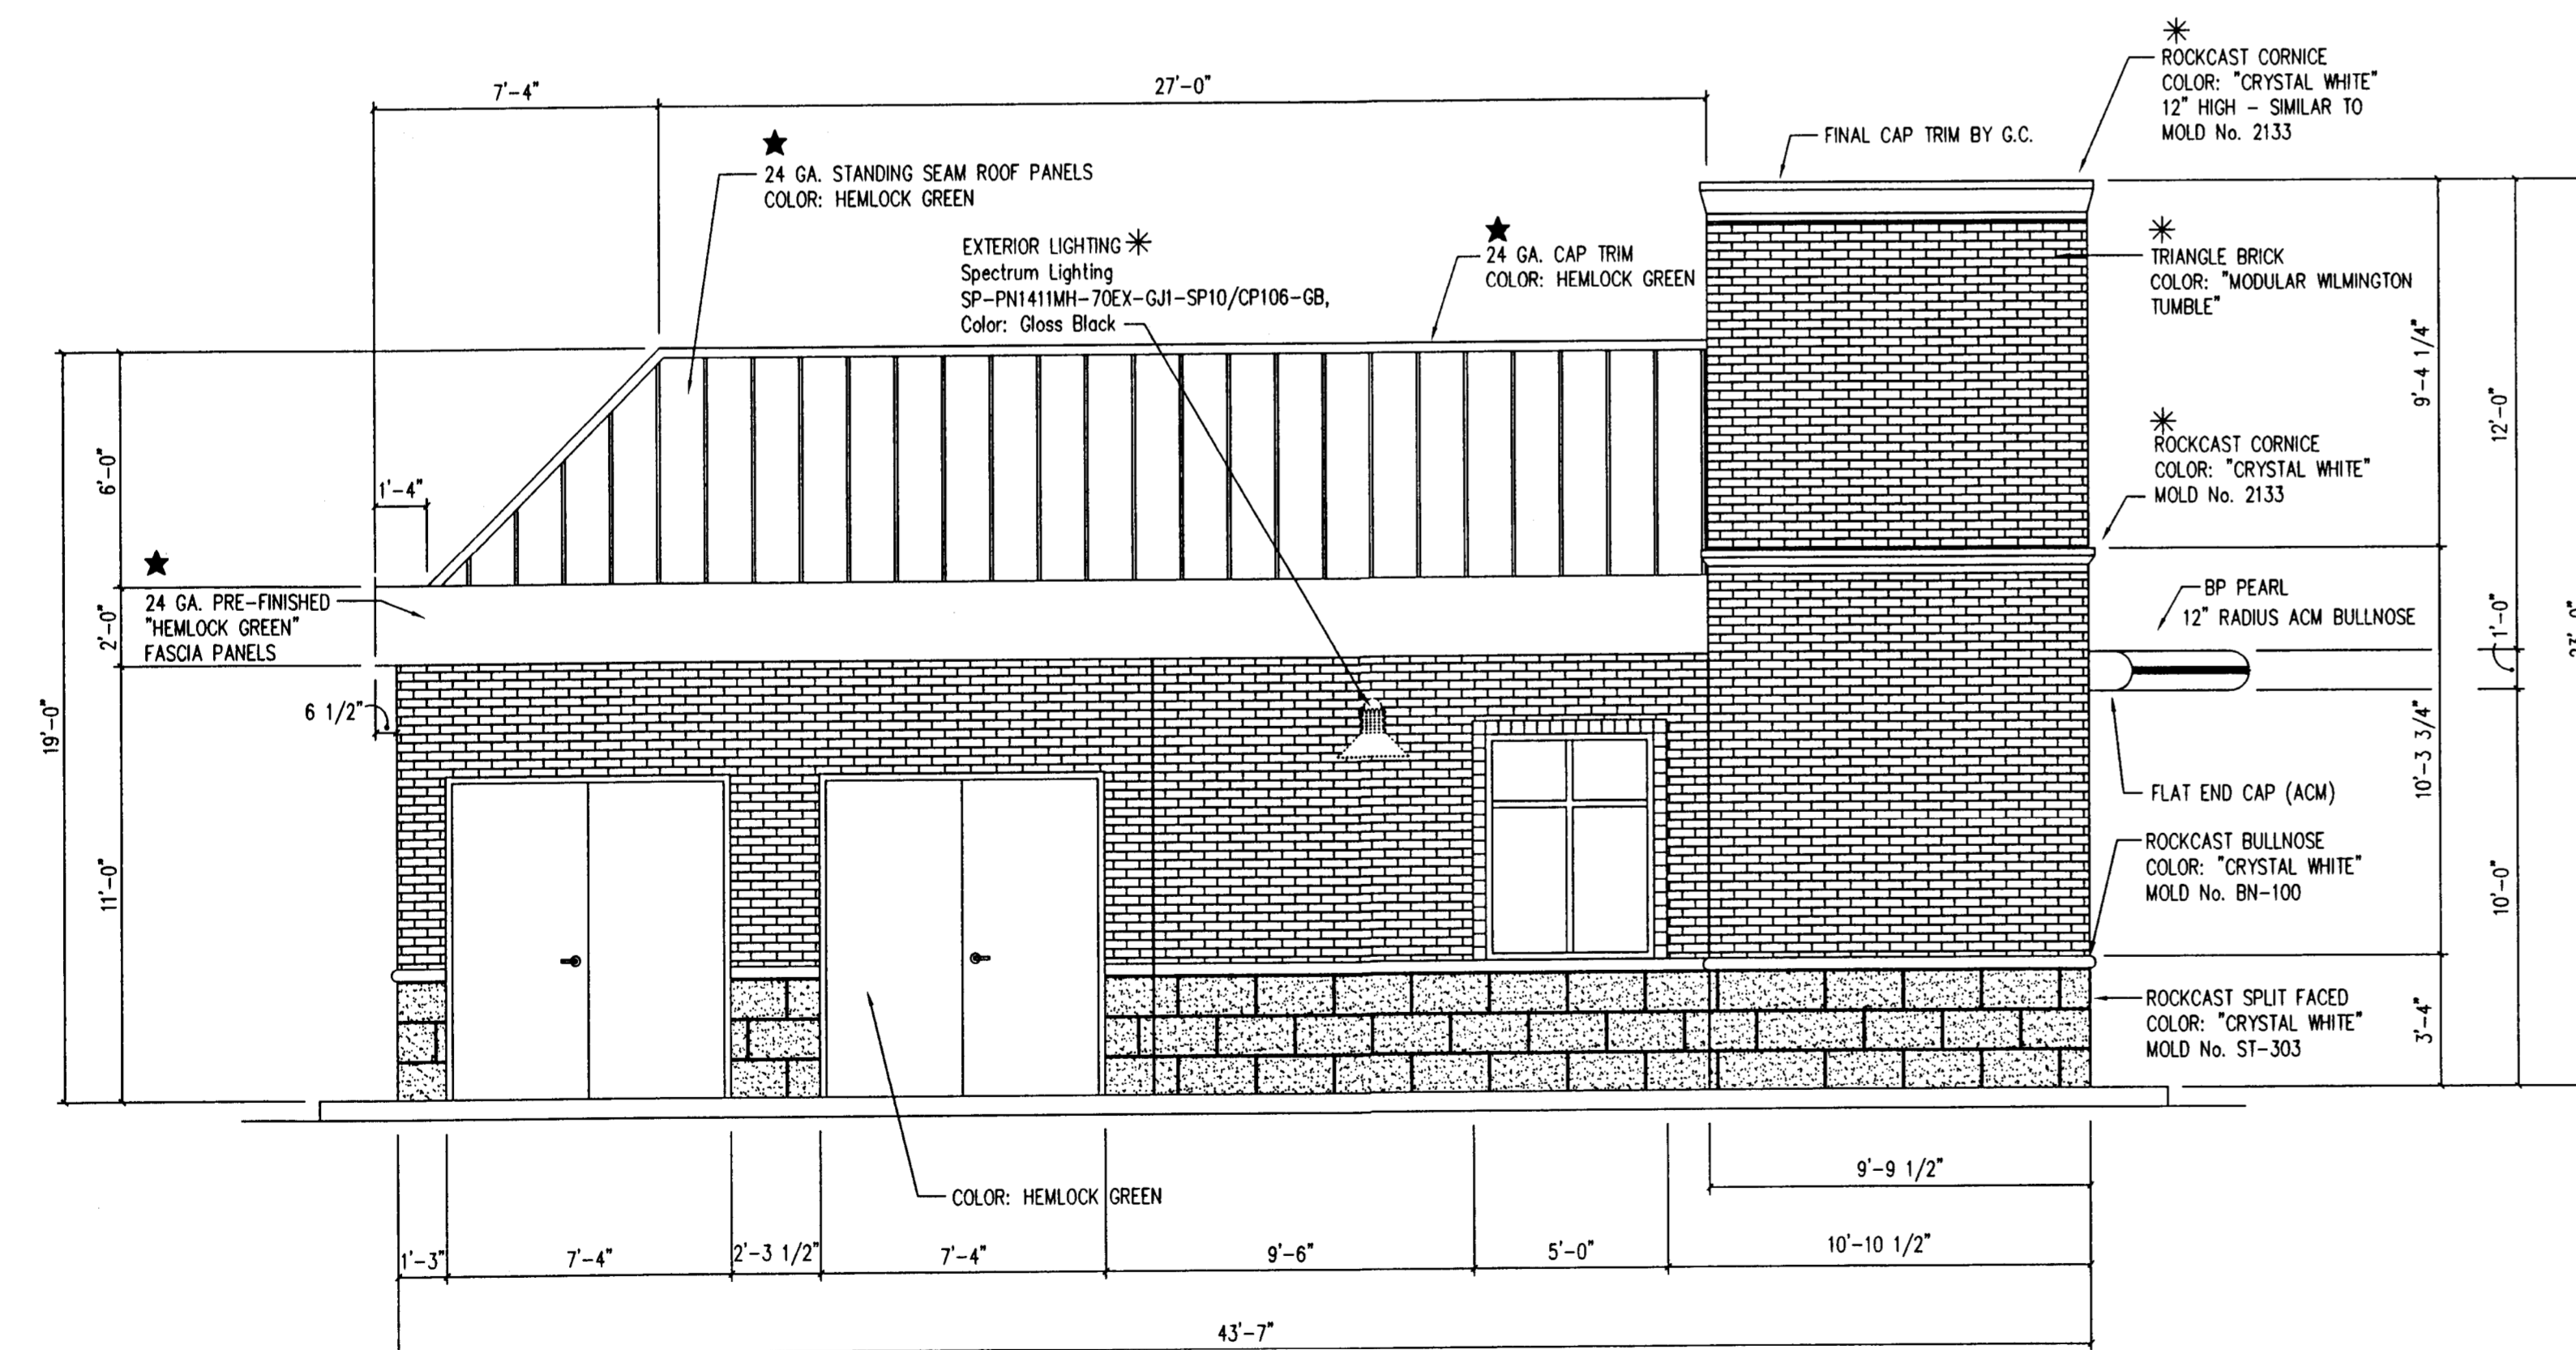 7'-4"
27'-0"
✳
ROCKCAST CORNICE
COLOR: "CRYSTAL WHITE"
12" HIGH - SIMILAR TO
MOLD No. 2133
FINAL CAP TRIM BY G.C.
★
24 GA. STANDING SEAM ROOF PANELS
COLOR: HEMLOCK GREEN
EXTERIOR LIGHTING ✳
Spectrum Lighting
SP-PN1411MH-70EX-GJ1-SP10/CP106-GB,
Color: Gloss Black
★
24 GA. CAP TRIM
COLOR: HEMLOCK GREEN
✳
TRIANGLE BRICK
COLOR: "MODULAR WILMINGTON
TUMBLE"
9'-4 1/4"
12'-0"
✳
ROCKCAST CORNICE
COLOR: "CRYSTAL WHITE"
MOLD No. 2133
6'-0"
1'-4"
★
24 GA. PRE-FINISHED
"HEMLOCK GREEN"
FASCIA PANELS
2'-0"
BP PEARL
12" RADIUS ACM BULLNOSE
1'-0"
19'-0"
6 1/2"
10'-3 3/4"
FLAT END CAP (ACM)
11'-0"
ROCKCAST BULLNOSE
COLOR: "CRYSTAL WHITE"
MOLD No. BN-100
10'-0"
ROCKCAST SPLIT FACED
COLOR: "CRYSTAL WHITE"
MOLD No. ST-303
3'-4"
COLOR: HEMLOCK GREEN
9'-9 1/2"
1'-3"
7'-4"
2'-3 1/2"
7'-4"
9'-6"
5'-0"
10'-10 1/2"
43'-7"